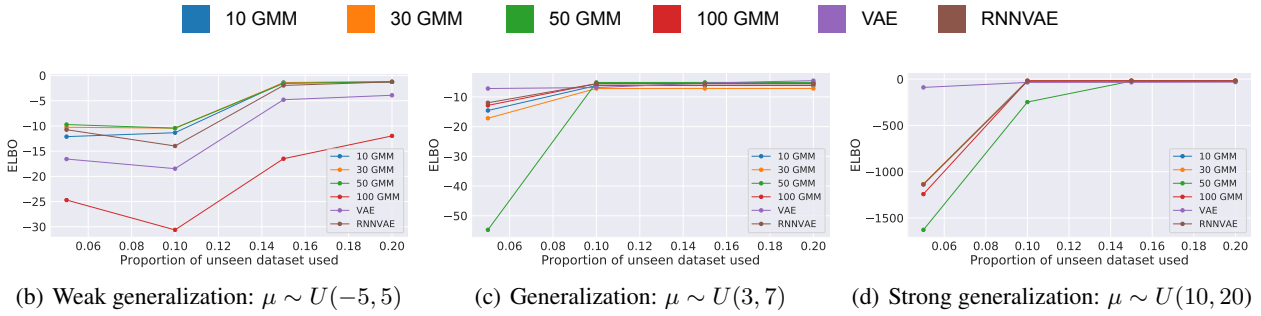 10 GMM 30 GMM 50 GMM 100 GMM VAE RNNVAE
0
−5
−10
−15
−20
−25
−30
ELBO
0.06 0.08 0.10 0.12 0.14 0.16 0.18 0.20
Proportion of unseen dataset used
10 GMM
30 GMM
50 GMM
100 GMM
VAE
RNNVAE
(b) Weak generalization: μ ∼ U(−5, 5)
−10
−20
−30
−40
−50
ELBO
0.06 0.08 0.10 0.12 0.14 0.16 0.18 0.20
Proportion of unseen dataset used
10 GMM
30 GMM
50 GMM
100 GMM
VAE
RNNVAE
(c) Generalization: μ ∼ U(3, 7)
0
−500
−1000
−1500
ELBO
0.06 0.08 0.10 0.12 0.14 0.16 0.18 0.20
Proportion of unseen dataset used
10 GMM
30 GMM
50 GMM
100 GMM
VAE
RNNVAE
(d) Strong generalization: μ ∼ U(10, 20)